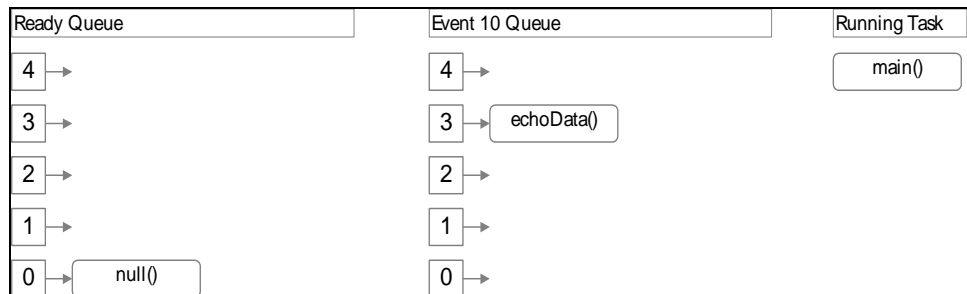 Ready Queue Event 10 Queue Running Task
4 4 main()
3 3 echoData()
2 2
1 1
0 null() 0